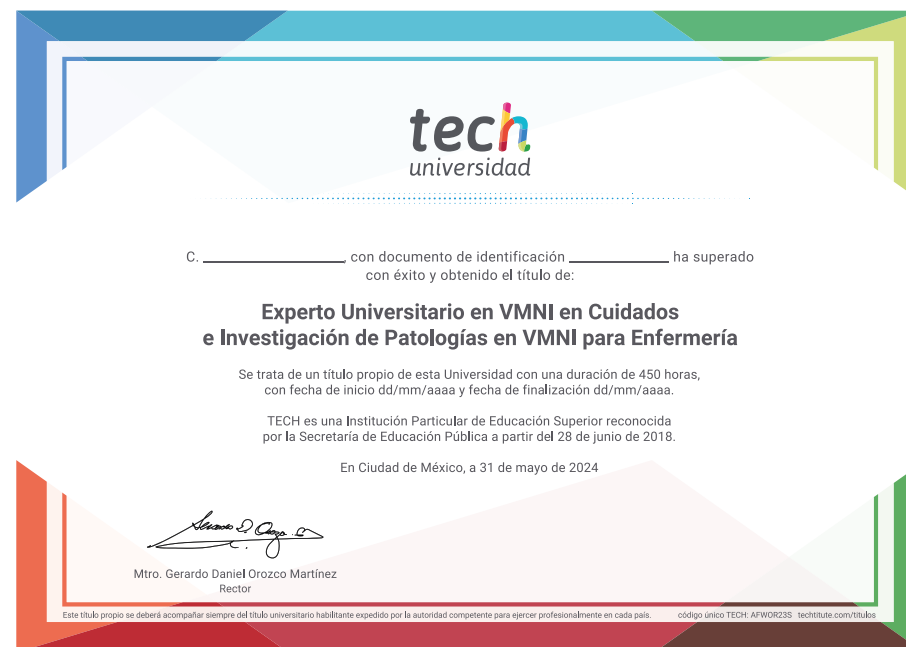 tech
universidad
C. ____________________, con documento de identificación ______________ ha superado
con éxito y obtenido el título de:
Experto Universitario en VMNI en Cuidados
e Investigación de Patologías en VMNI para Enfermería
Se trata de un título propio de esta Universidad con una duración de 450 horas,
con fecha de inicio dd/mm/aaaa y fecha de finalización dd/mm/aaaa.
TECH es una Institución Particular de Educación Superior reconocida
por la Secretaría de Educación Pública a partir del 28 de junio de 2018.
En Ciudad de México, a 31 de mayo de 2024
Mtro. Gerardo Daniel Orozco Martínez
Rector
Este título propio se deberá acompañar siempre del título universitario habilitante expedido por la autoridad competente para ejercer profesionalmente en cada país. código único TECH: AFWOR23S techtitute.com/titulos